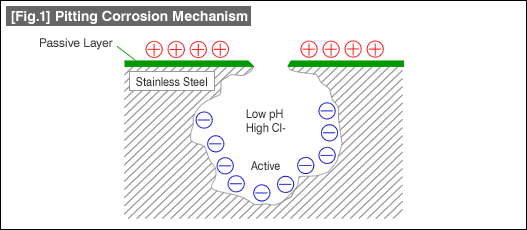 [Fig.1] Pitting Corrosion Mechanism
Passive Layer
Stainless Steel
Low pH
High Cl-
Active